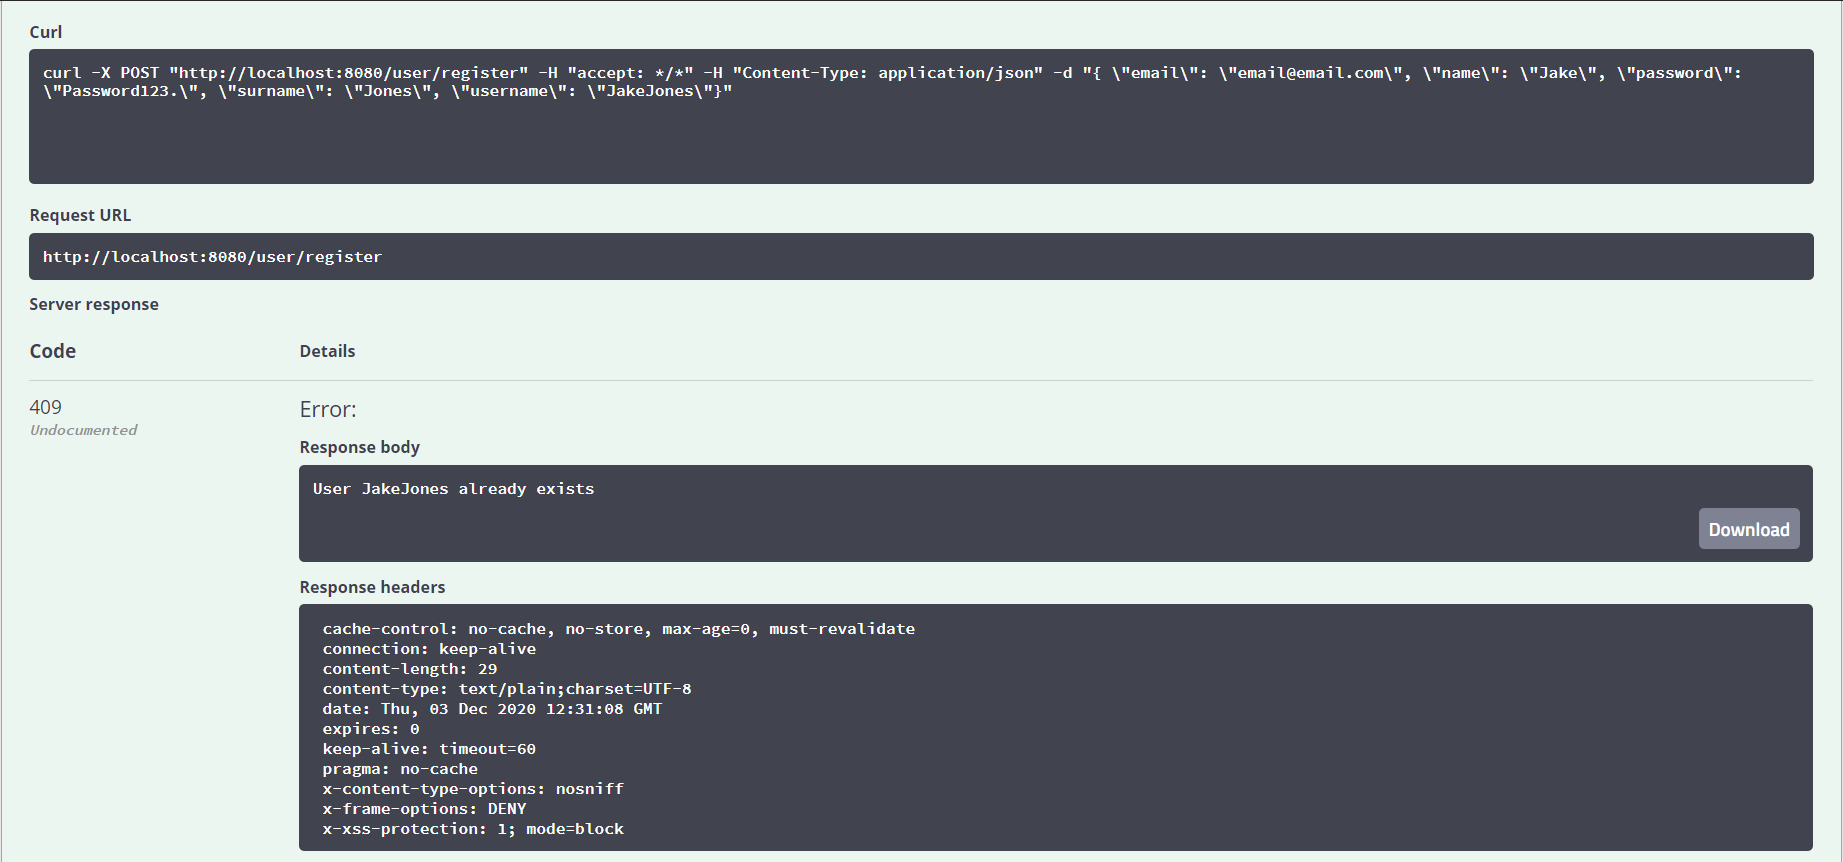 Curl
curl -X POST "http://localhost:8080/user/register" -H "accept: */*" -H "Content-Type: application/json" -d "{ \"email\": \"email@email.com\", \"name\": \"Jake\", \"password\":
\"Password123.\", \"surname\": \"Jones\", \"username\": \"JakeJones\"}"
Request URL
http://localhost:8080/user/register
Server response
Code Details
409 Error:
Undocumented
Response body
User JakeJones already exists
Download
Response headers
cache-control: no-cache, no-store, max-age=0, must-revalidate
connection: keep-alive
content-length: 29
content-type: text/plain;charset=UTF-8
date: Thu, 03 Dec 2020 12:31:08 GMT
expires: 0
keep-alive: timeout=60
pragma: no-cache
x-content-type-options: nosniff
x-frame-options: DENY
x-xss-protection: 1; mode=block